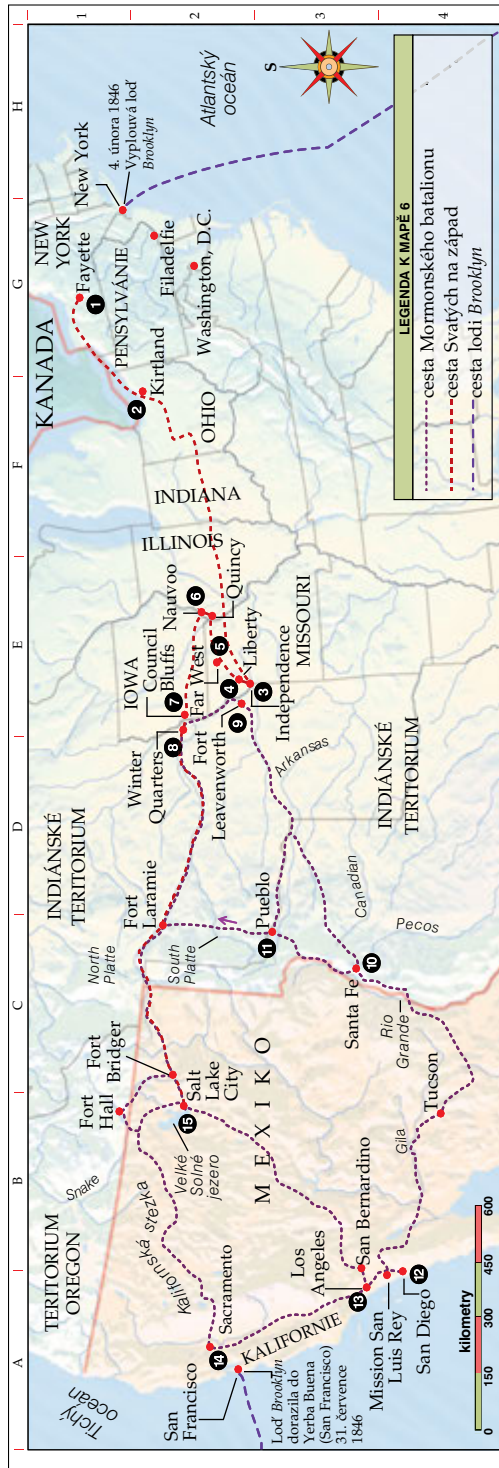 A
B
C
D
E
F
G
H
1
2
3
4
1
2
3
4
Tichý
oceán
TERITORIUM
OREGON
Snake
Fort
Hall
Fort
Bridger
North
Platte
South
Platte
Fort
Laramie
INDIÁNSKÉ
TERITORIUM
Winter
Quarters
8
7
IOWA
Council
Bluffs
6
Nauvoo
Quincy
5
Far West
4
Liberty
3
Independence
MISSOURI
9
Fort
Leavenworth
ILLINOIS
INDIANA
OHIO
2
Kirtland
KANADA
1
Fayette
NEW
YORK
PENSYLVÁNIE
New York
4. února 1846
Vyplouvá loď
Brooklyn
Filadelfie
Washington, D.C.
Atlantský
oceán
S
Kalifornská stezka
Velké
Solné
jezero
15
Salt
Lake
City
MEXIKO
14
Sacramento
San
Francisco
Loď Brooklyn
dorazila do
Yerba Buena
(San Francisco)
31. července
1846
KALIFORNIE
13
Los
Angeles
San Bernardino
Mission San
Luis Rey
12
San Diego
Gila
Tucson
Rio
Grande
10
Santa Fe
Pecos
11
Pueblo
Canadian
Arkansas
INDIÁNSKÉ
TERITORIUM
kilometry
0 150 300 450 600
LEGENDA K MAPĚ 6
cesta Mormonského batalionu
cesta Svatých na západ
cesta lodi Brooklyn